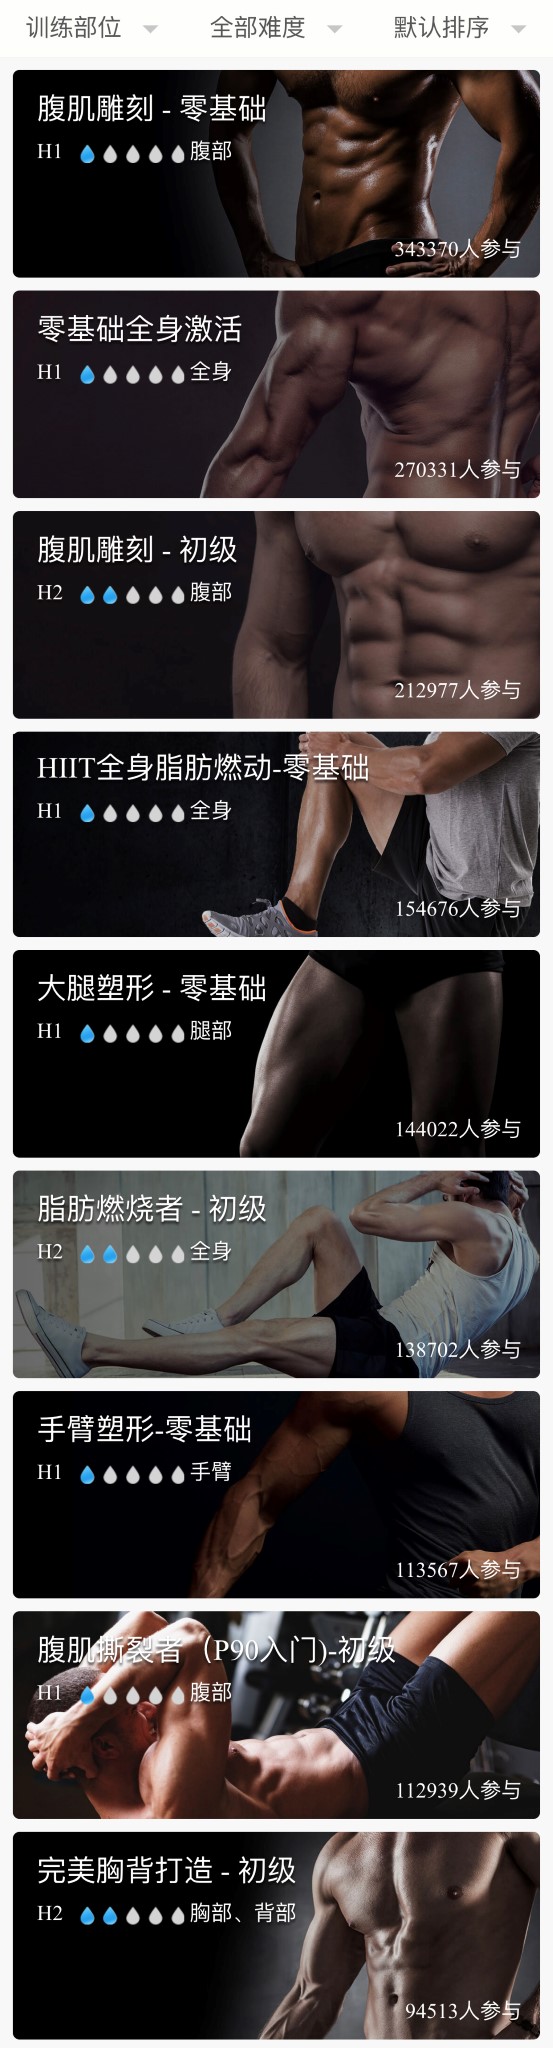 训练部位 全部难度 默认排序
腹肌雕刻 - 零基础
H1 腹部
343370人参与
零基础全身激活
H1 全身
270331人参与
腹肌雕刻 - 初级
H2 腹部
212977人参与
HIIT全身脂肪燃动-零基础
H1 全身
154676人参与
大腿塑形 - 零基础
H1 腿部
144022人参与
脂肪燃烧者 - 初级
H2 全身
138702人参与
手臂塑形-零基础
H1 手臂
113567人参与
腹肌撕裂者（P90入门)-初级
H1 腹部
112939人参与
完美胸背打造 - 初级
H2 胸部、背部
94513人参与